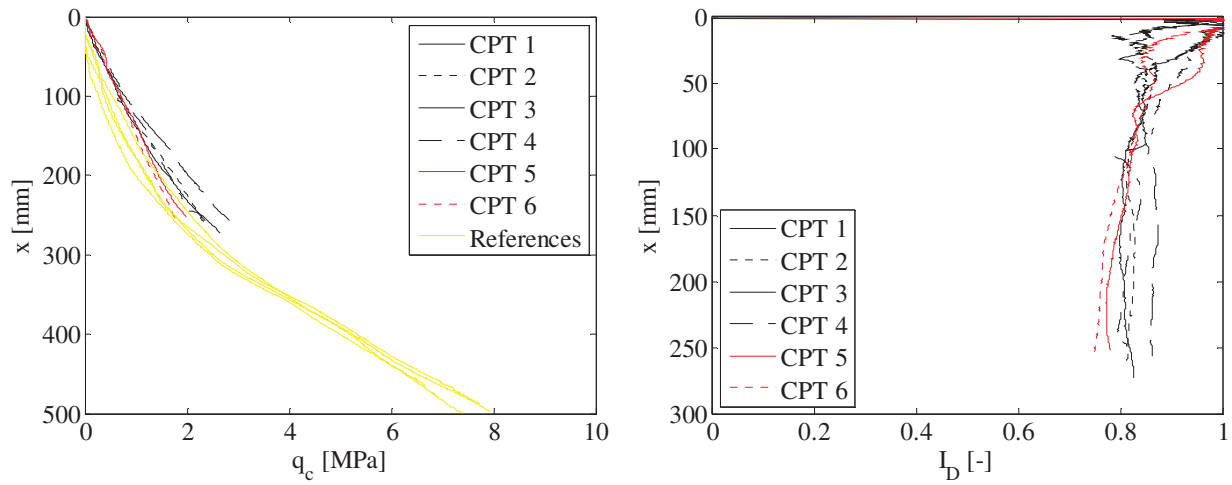 0
100
200
300
400
500
x [mm]
0 2 4 6 8 10
q_c [MPa]
CPT 1
CPT 2
CPT 3
CPT 4
CPT 5
CPT 6
References
0
50
100
150
200
250
300
x [mm]
0 0.2 0.4 0.6 0.8 1
I_D [-]
CPT 1
CPT 2
CPT 3
CPT 4
CPT 5
CPT 6